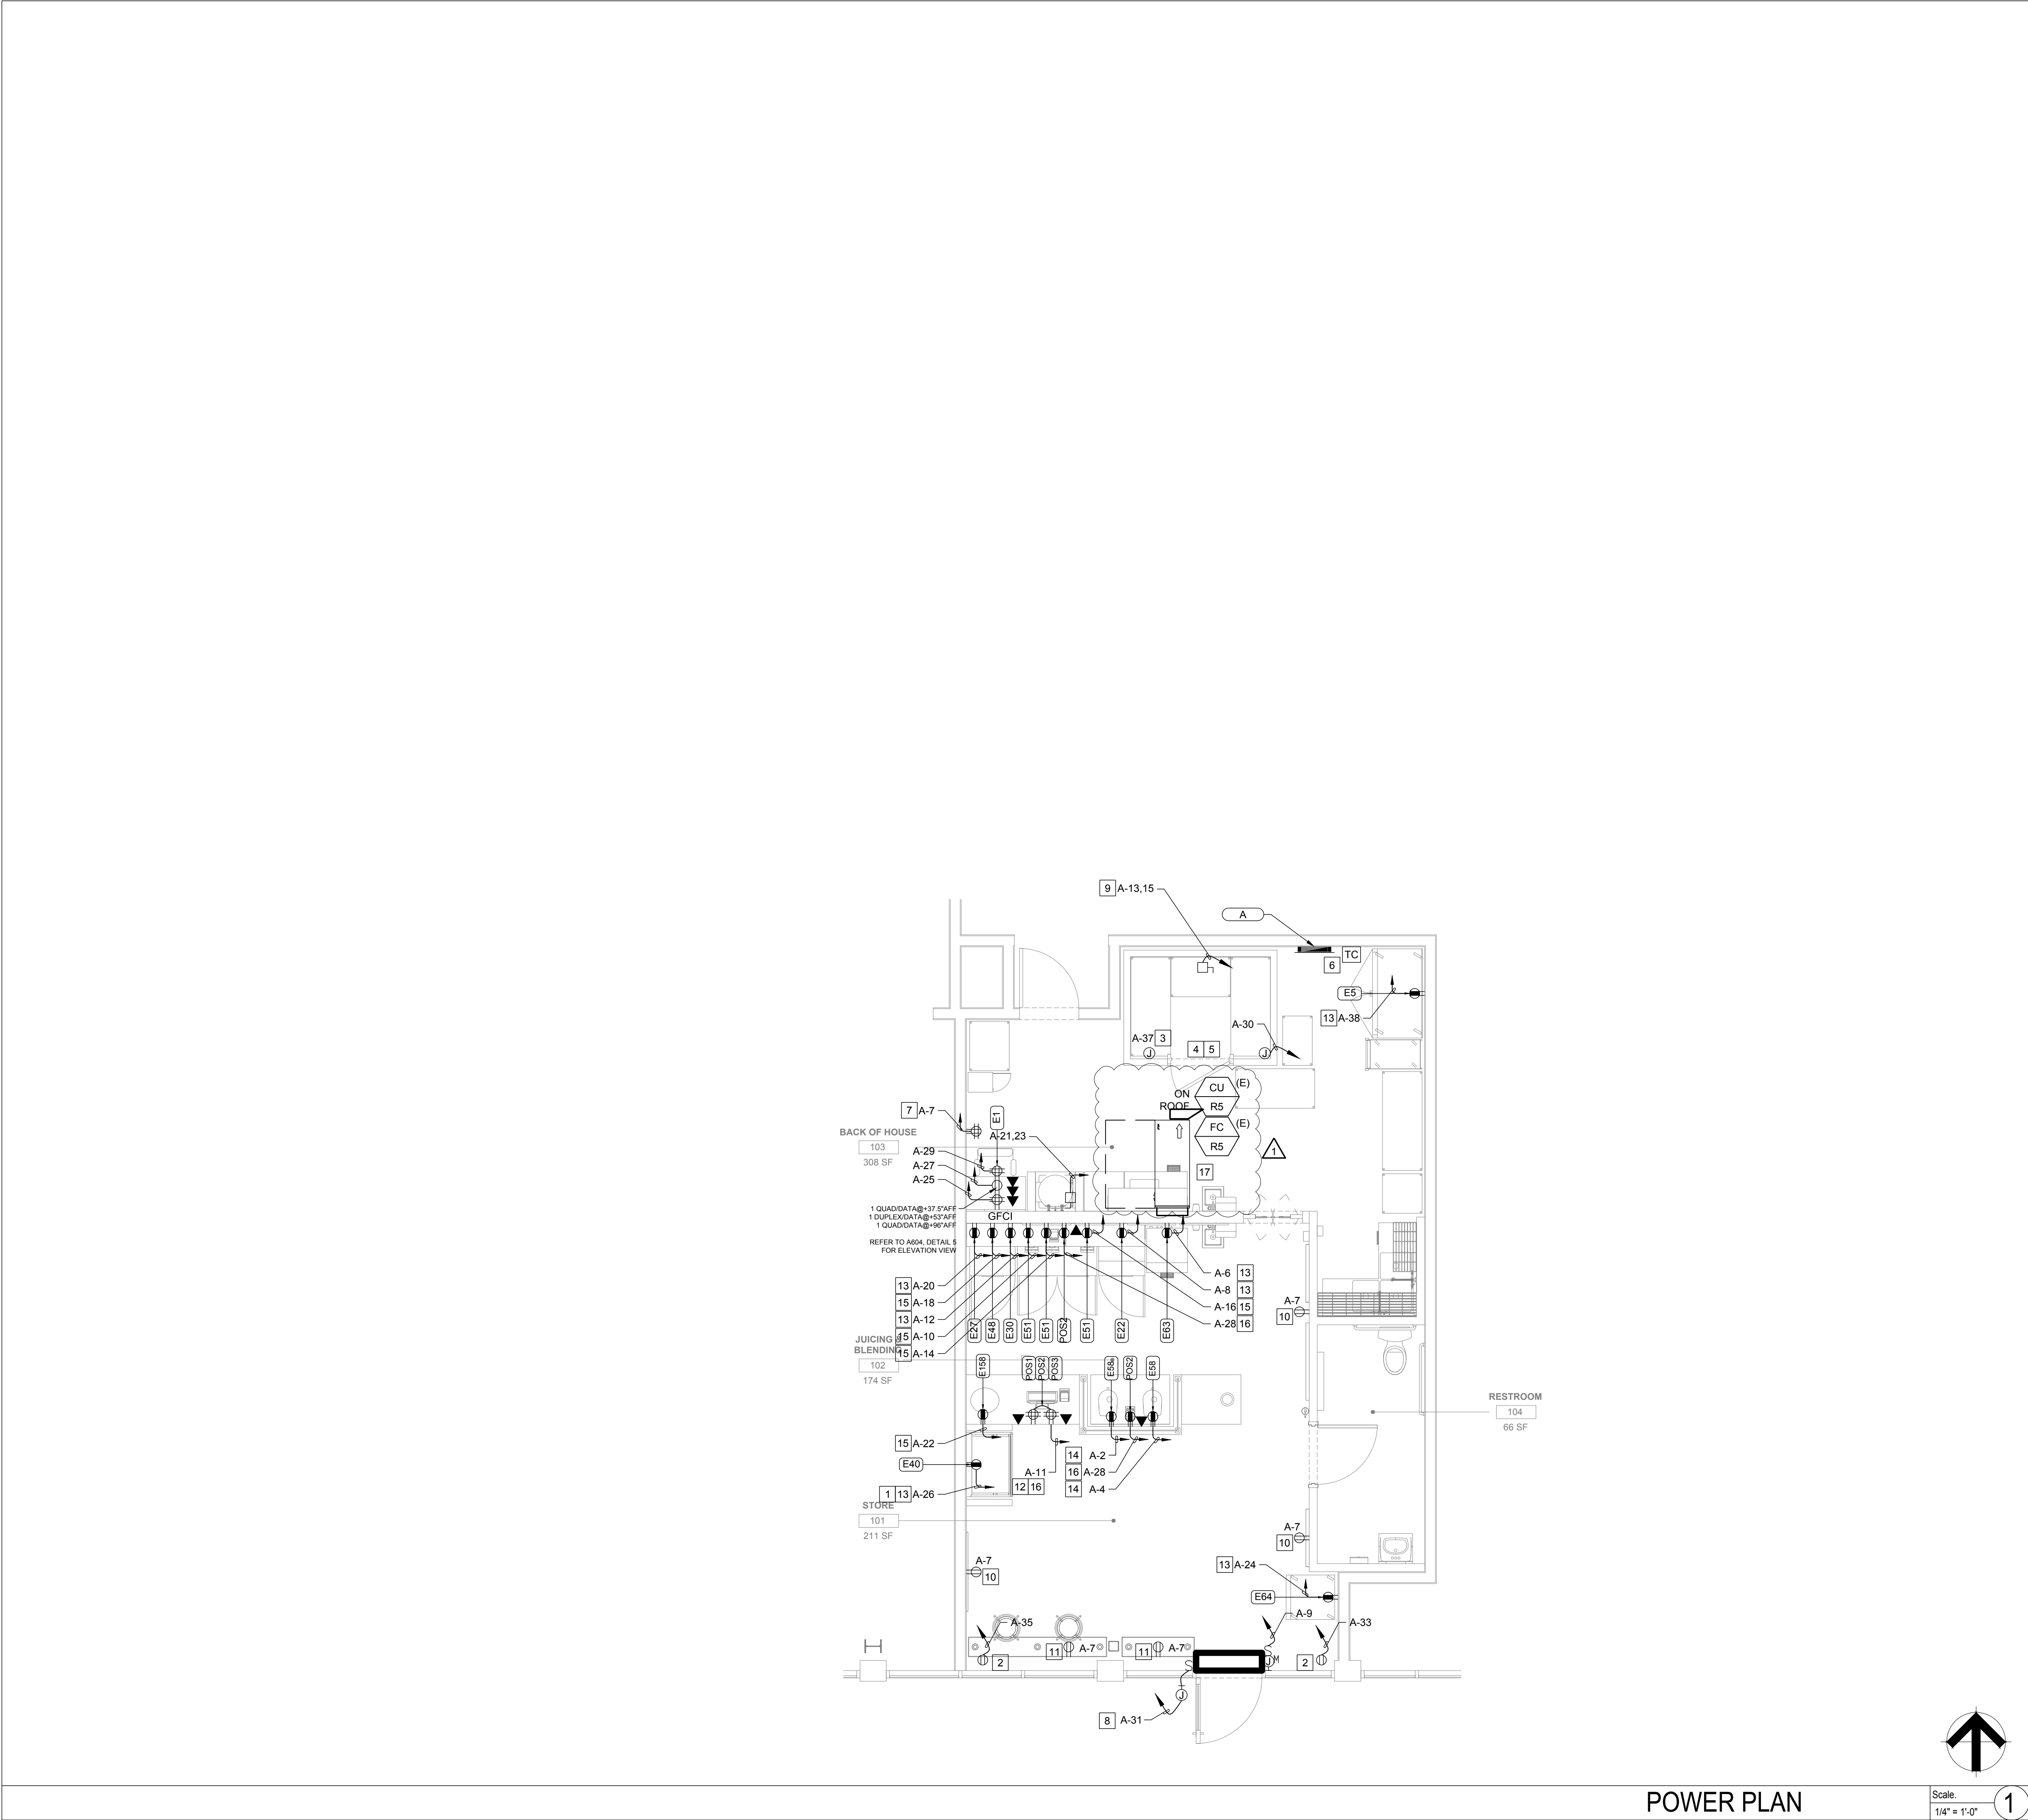 9 A-13,15
A
TC
6
E5
13 A-38
A-30
A-37 3
4 5
J
J
ON
ROOF
CU
R5
(E)
FC
R5
(E)
1
17
7 A-7
E1
A-21,23
BACK OF HOUSE
103
308 SF
A-29
A-27
A-25
1 QUAD/DATA@+37.5"AFF
1 DUPLEX/DATA@+53"AFF
1 QUAD/DATA@+96"AFF
REFER TO A604, DETAIL 5
FOR ELEVATION VIEW
GFCI
13 A-20
15 A-18
13 A-12
15 A-10
15 A-14
A-6 13
A-8 13
A-16 15
A-28 16
E27
E48
E30
E51
E51
POS2
E51
E22
E63
A-7
10
JUICING &
BLENDING
102
174 SF
E158
POS1
POS2
POS3
E58
POS2
E58
RESTROOM
104
66 SF
15 A-22
E40
1 13 A-26
A-11
12 16
14 A-2
16 A-28
14 A-4
STORE
101
211 SF
A-7
10
A-7
10
13 A-24
E64
A-35
A-9
A-33
2
11 A-7
11 A-7
J
M
2
J
8 A-31
POWER PLAN
Scale.
1/4" = 1'-0"
1